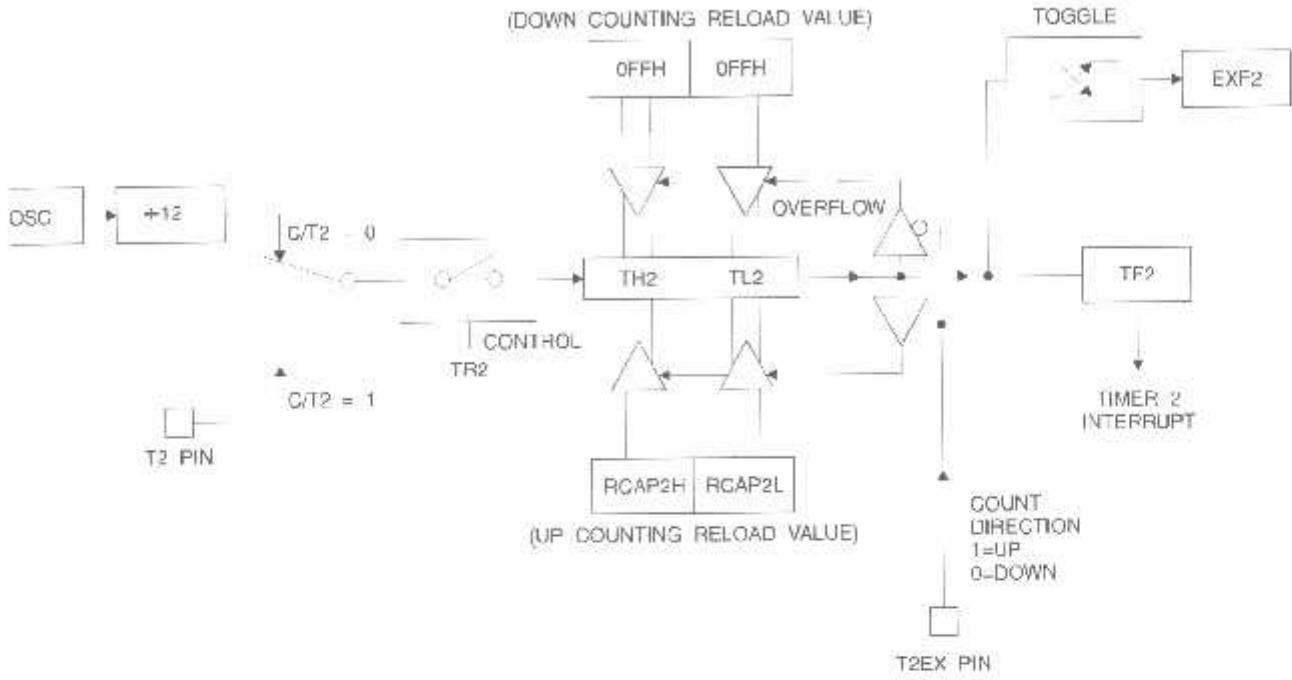 (DOWN COUNTING RELOAD VALUE)
TOGGLE
0FFH 0FFH
EXF2
OSC
÷12
OVERFLOW
C/T2 = 0
TH2 TL2
TF2
CONTROL
TR2
C/T2 = 1
TIMER 2
INTERRUPT
T2 PIN
RCAP2H RCAP2L
(UP COUNTING RELOAD VALUE)
COUNT
DIRECTION
1=UP
0=DOWN
T2EX PIN